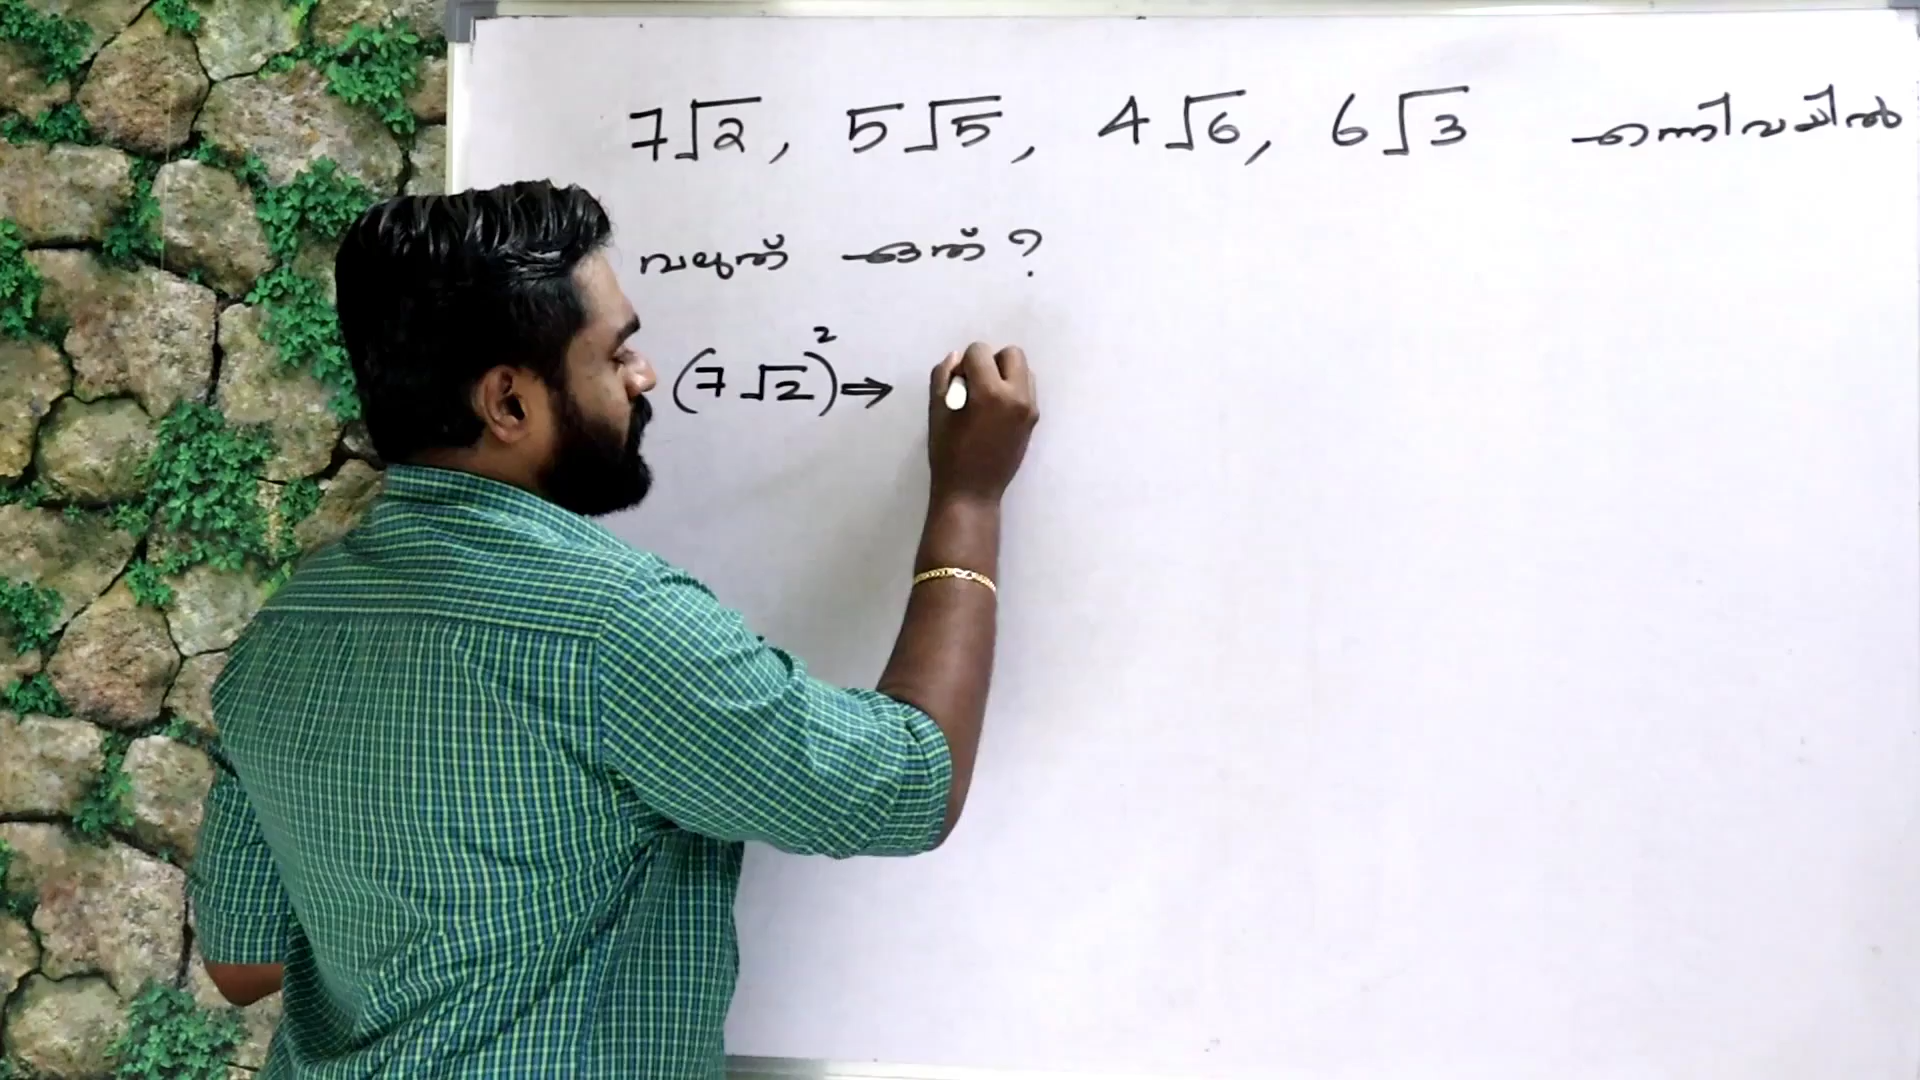 7√2, 5√5, 4√6, 6√3 എന്നിവയിൽ
വലുത് ഏത്?
(7√2)² ⇒